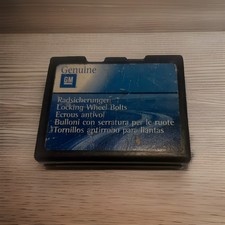 Genuine
GM
Radsicherungen
Locking Wheel Bolts
Ecrous antivol
Bulloni con serratura per le ruote
Tornillos antirrobo para llantas